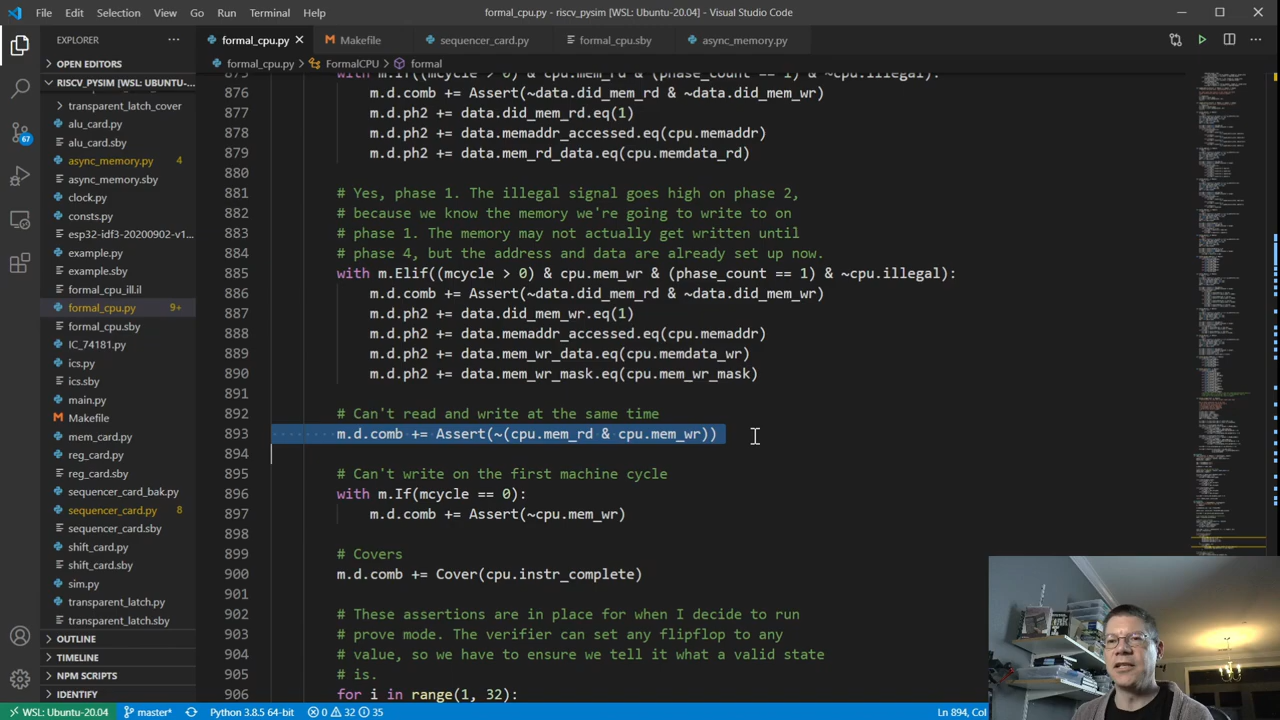 File Edit Selection View Go Run Terminal Help
formal_cpu.py - riscv_pysim [WSL: Ubuntu-20.04] - Visual Studio Code
EXPLORER
formal_cpu.py
Makefile
sequencer_card.py
formal_cpu.sby
async_memory.py
OPEN EDITORS
formal_cpu.py > FormalCPU > formal
RISCV_PYSIM [WSL: UBUNTU-...
transparent_latch_cover
alu_card.py
alu_card.sby
async_memory.py 4
async_memory.sby
clock.py
consts.py
esp32-idf3-20200902-v1...
example.py
example.sby
formal_cpu_ill.il
formal_cpu.py 9+
formal_cpu.sby
IC_74181.py
ics.py
ics.sby
main.py
Makefile
mem_card.py
reg_card.py
reg_card.sby
sequencer_card_bak.py
sequencer_card.py 8
sequencer_card.sby
shift_card.py
shift_card.sby
sim.py
transparent_latch.py
transparent_latch.sby
OUTLINE
TIMELINE
NPM SCRIPTS
IDENTIFY
67
875 with m.If((mcycle > 0) & cpu.mem_rd & (phase_count == 1) & ~cpu.illegal):
876 m.d.comb += Assert(~data.did_mem_rd & ~data.did_mem_wr)
877 m.d.ph2 += data.did_mem_rd.eq(1)
878 m.d.ph2 += data.memaddr_accessed.eq(cpu.memaddr)
879 m.d.ph2 += data.mem_rd_data.eq(cpu.memdata_rd)
880
881 # Yes, phase 1. The illegal signal goes high on phase 2,
882 # because we know the memory we're going to write to on
883 # phase 1. The memory may not actually get written until
884 # phase 4, but the address and data are already set up now.
885 with m.Elif((mcycle > 0) & cpu.mem_wr & (phase_count == 1) & ~cpu.illegal):
886 m.d.comb += Assert(~data.did_mem_rd & ~data.did_mem_wr)
887 m.d.ph2 += data.did_mem_wr.eq(1)
888 m.d.ph2 += data.memaddr_accessed.eq(cpu.memaddr)
889 m.d.ph2 += data.mem_wr_data.eq(cpu.memdata_wr)
890 m.d.ph2 += data.mem_wr_mask.eq(cpu.mem_wr_mask)
891
892 # Can't read and write at the same time
893 m.d.comb += Assert(~(cpu.mem_rd & cpu.mem_wr))
894
895 # Can't write on the first machine cycle
896 with m.If(mcycle == 0):
897 m.d.comb += Assert(~cpu.mem_wr)
898
899 # Covers
900 m.d.comb += Cover(cpu.instr_complete)
901
902 # These assertions are in place for when I decide to run
903 # prove mode. The verifier can set any flipflop to any
904 # value, so we have to ensure we tell it what a valid state
905 # is.
906 for i in range(1, 32):
WSL: Ubuntu-20.04 master* Python 3.8.5 64-bit 0 32 35 Ln 894, Col